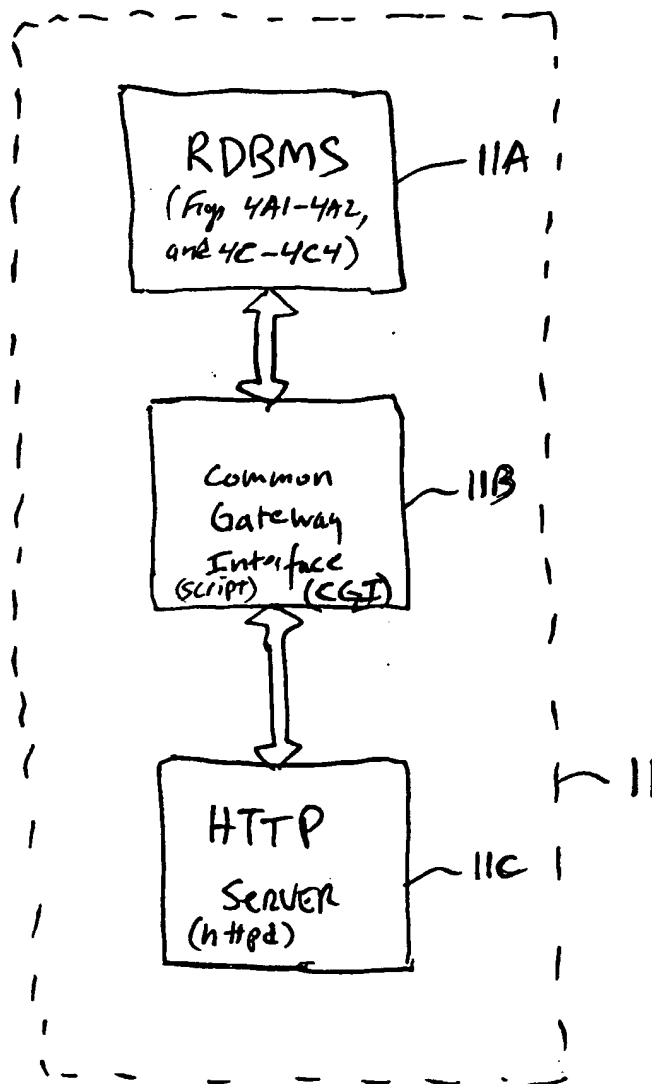 RDBMS
(Figs 4A1-4A2,
and 4C-4C4)
11A
Common
Gateway
Interface
(script) (CGI)
11B
HTTP
SERVER
(httpd)
11C
11